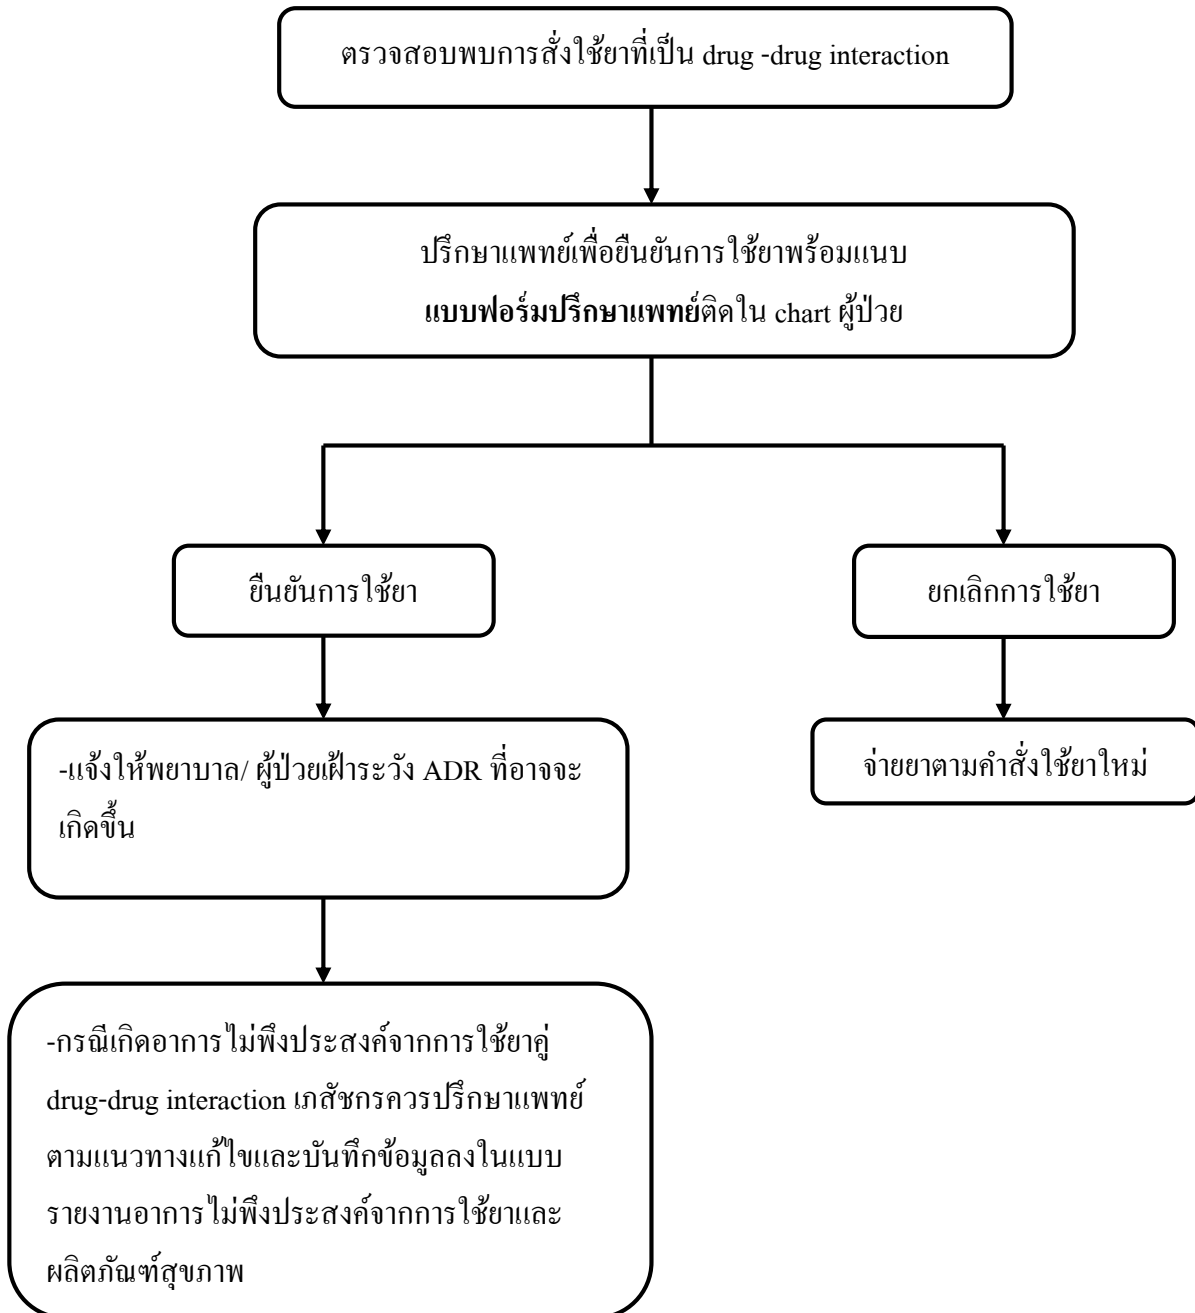 ตรวจสอบพบการสั่งใช้ยาที่เป็น drug -drug interaction
ปรึกษาแพทย์เพื่อยืนยันการใช้ยาพร้อมแนบ
แบบฟอร์มปรึกษาแพทย์ติดใน chart ผู้ป่วย
ยืนยันการใช้ยา
ยกเลิกการใช้ยา
-แจ้งให้พยาบาล/ ผู้ป่วยเฝ้าระวัง ADR ที่อาจจะ
เกิดขึ้น
จ่ายยาตามคำสั่งใช้ยาใหม่
-กรณีเกิดอาการไม่พึงประสงค์จากการใช้ยาคู่
drug-drug interaction เภสัชกรควรปรึกษาแพทย์
ตามแนวทางแก้ไขและบันทึกข้อมูลลงในแบบ
รายงานอาการไม่พึงประสงค์จากการใช้ยาและ
ผลิตภัณฑ์สุขภาพ